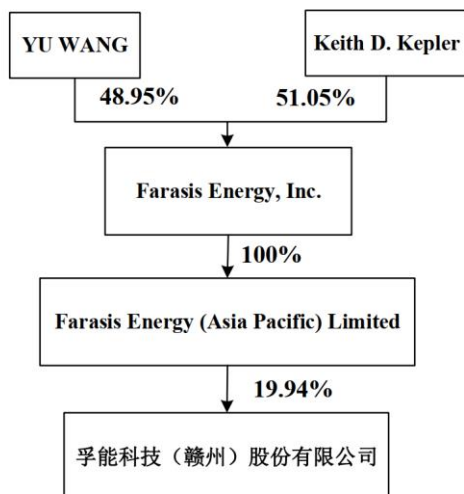 YU WANG
Keith D. Kepler
48.95%
51.05%
Farasis Energy, Inc.
100%
Farasis Energy (Asia Pacific) Limited
19.94%
孚能科技（赣州）股份有限公司